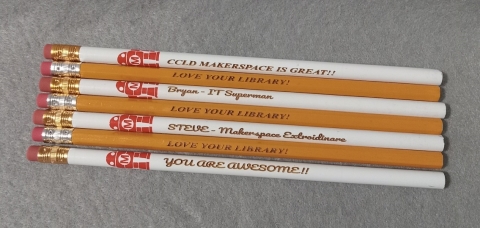 CCLD MAKERSPACE IS GREAT!!
LOVE YOUR LIBRARY!
Bryan - IT Superman
LOVE YOUR LIBRARY!
STEVE - Makerspace Extroidinare
LOVE YOUR LIBRARY!
YOU ARE AWESOME!!